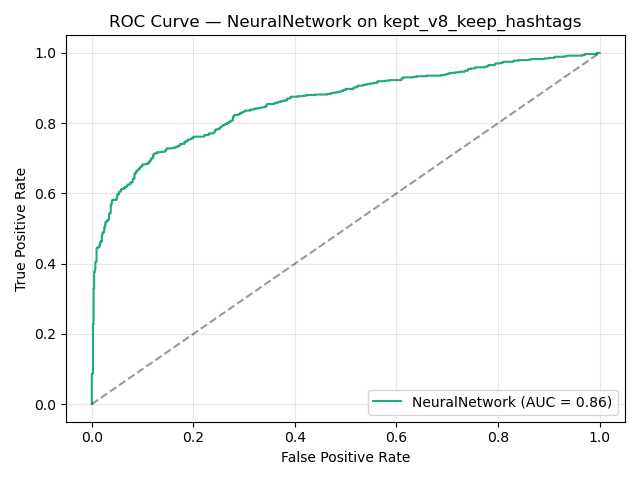 ROC Curve — NeuralNetwork on kept_v8_keep_hashtags
True Positive Rate
1.0
0.8
0.6
0.4
0.2
0.0
0.0 0.2 0.4 0.6 0.8 1.0
False Positive Rate
NeuralNetwork (AUC = 0.86)